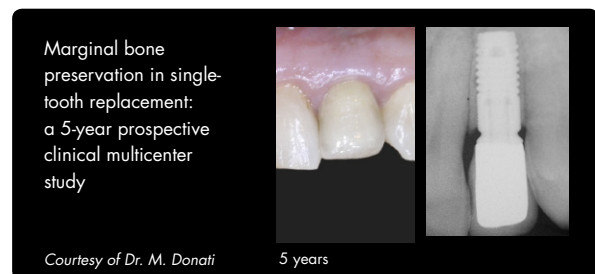 Marginal bone
preservation in single-
tooth replacement:
a 5-year prospective
clinical multicenter
study
Courtesy of Dr. M. Donati
5 years